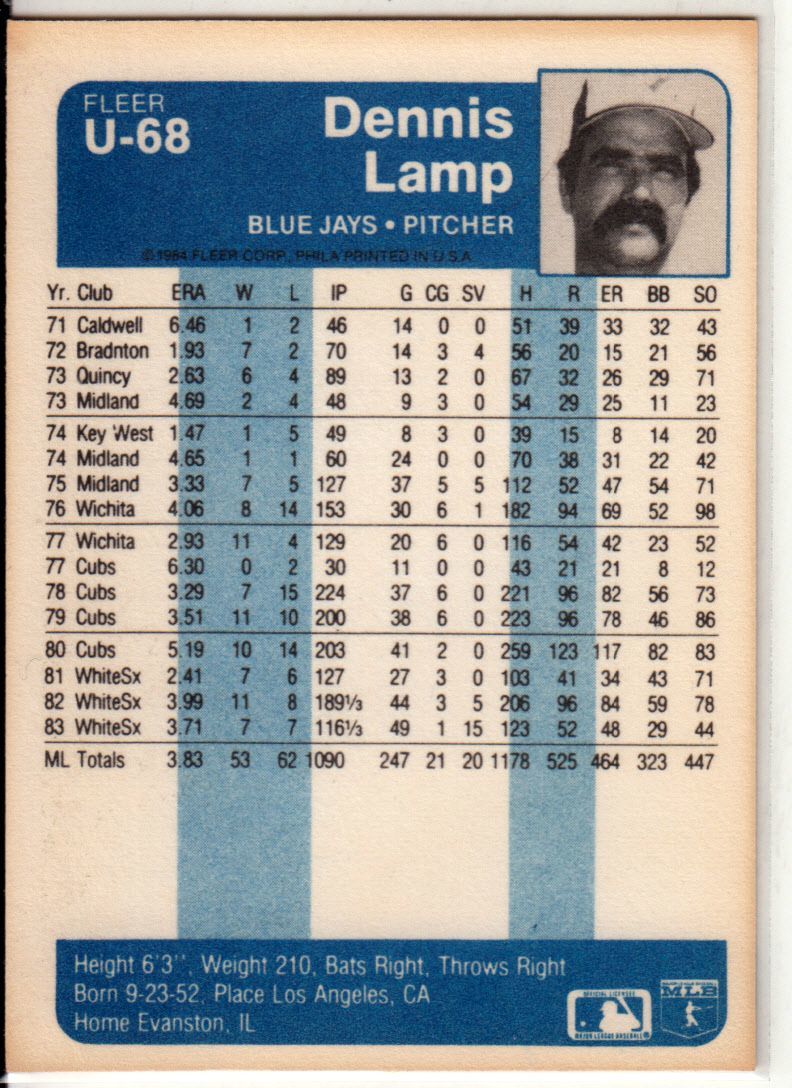 FLEER
U-68
Dennis
Lamp
BLUE JAYS • PITCHER
© 1984 FLEER CORP., PHILA PRINTED IN U.S.A.
Yr. Club ERA W L IP G CG SV H R ER BB SO
71 Caldwell 6.46 1 2 46 14 0 0 51 39 33 32 43
72 Bradnton 1.93 7 2 70 14 3 4 56 20 15 21 56
73 Quincy 2.63 6 4 89 13 2 0 67 32 26 29 71
73 Midland 4.69 2 4 48 9 3 0 54 29 25 11 23
74 Key West 1.47 1 5 49 8 3 0 39 15 8 14 20
74 Midland 4.65 1 1 60 24 0 0 70 38 31 22 42
75 Midland 3.33 7 5 127 37 5 5 112 52 47 54 71
76 Wichita 4.06 8 14 153 30 6 1 182 94 69 52 98
77 Wichita 2.93 11 4 129 20 6 0 116 54 42 23 52
77 Cubs 6.30 0 2 30 11 0 0 43 21 21 8 12
78 Cubs 3.29 7 15 224 37 6 0 221 96 82 56 73
79 Cubs 3.51 11 10 200 38 6 0 223 96 78 46 86
80 Cubs 5.19 10 14 203 41 2 0 259 123 117 82 83
81 WhiteSx 2.41 7 6 127 27 3 0 103 41 34 43 71
82 WhiteSx 3.99 11 8 189⅓ 44 3 5 206 96 84 59 78
83 WhiteSx 3.71 7 7 116⅓ 49 1 15 123 52 48 29 44
ML Totals 3.83 53 62 1090 247 21 20 1178 525 464 323 447
Height 6'3", Weight 210, Bats Right, Throws Right
Born 9-23-52, Place Los Angeles, CA
Home Evanston, IL
OFFICIAL LICENSEE
MAJOR LEAGUE BASEBALL
MAJOR LEAGUE BASEBALL
MLB